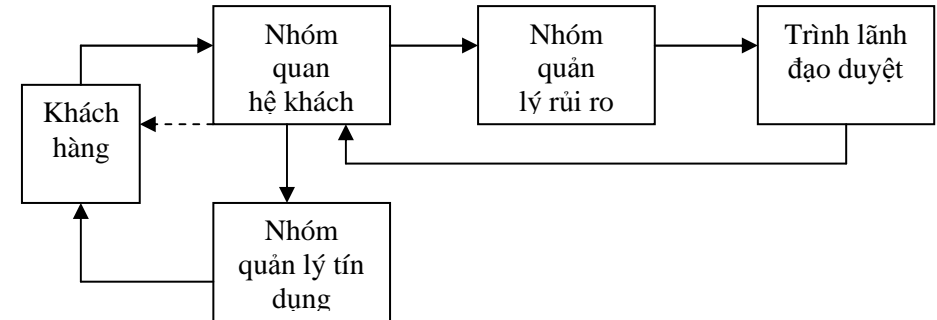 Nhóm
quan
hệ khách
Nhóm
quản
lý rủi ro
Trình lãnh
đạo duyệt
Khách
hàng
Nhóm
quản lý tín
dụng